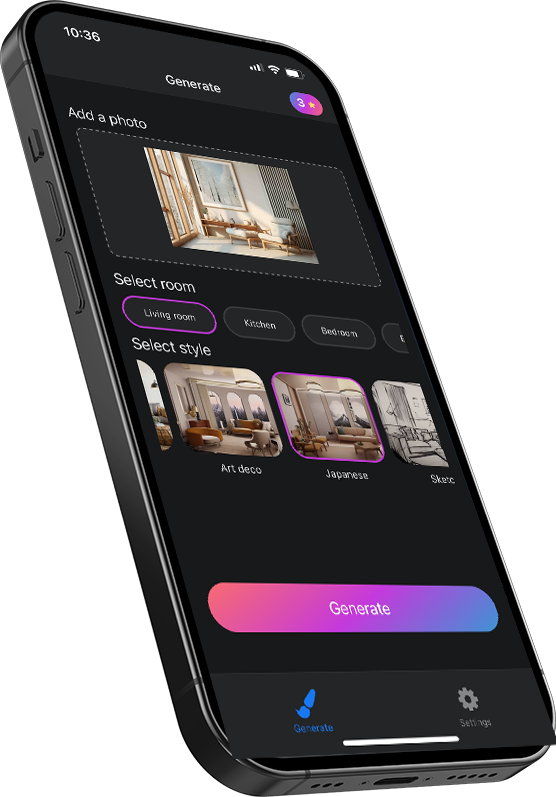 10:36
Generate
3
Add a photo
Select room
Living room Kitchen Bedroom
Select style
Art deco Japanese Sketc
Generate
Generate Settings